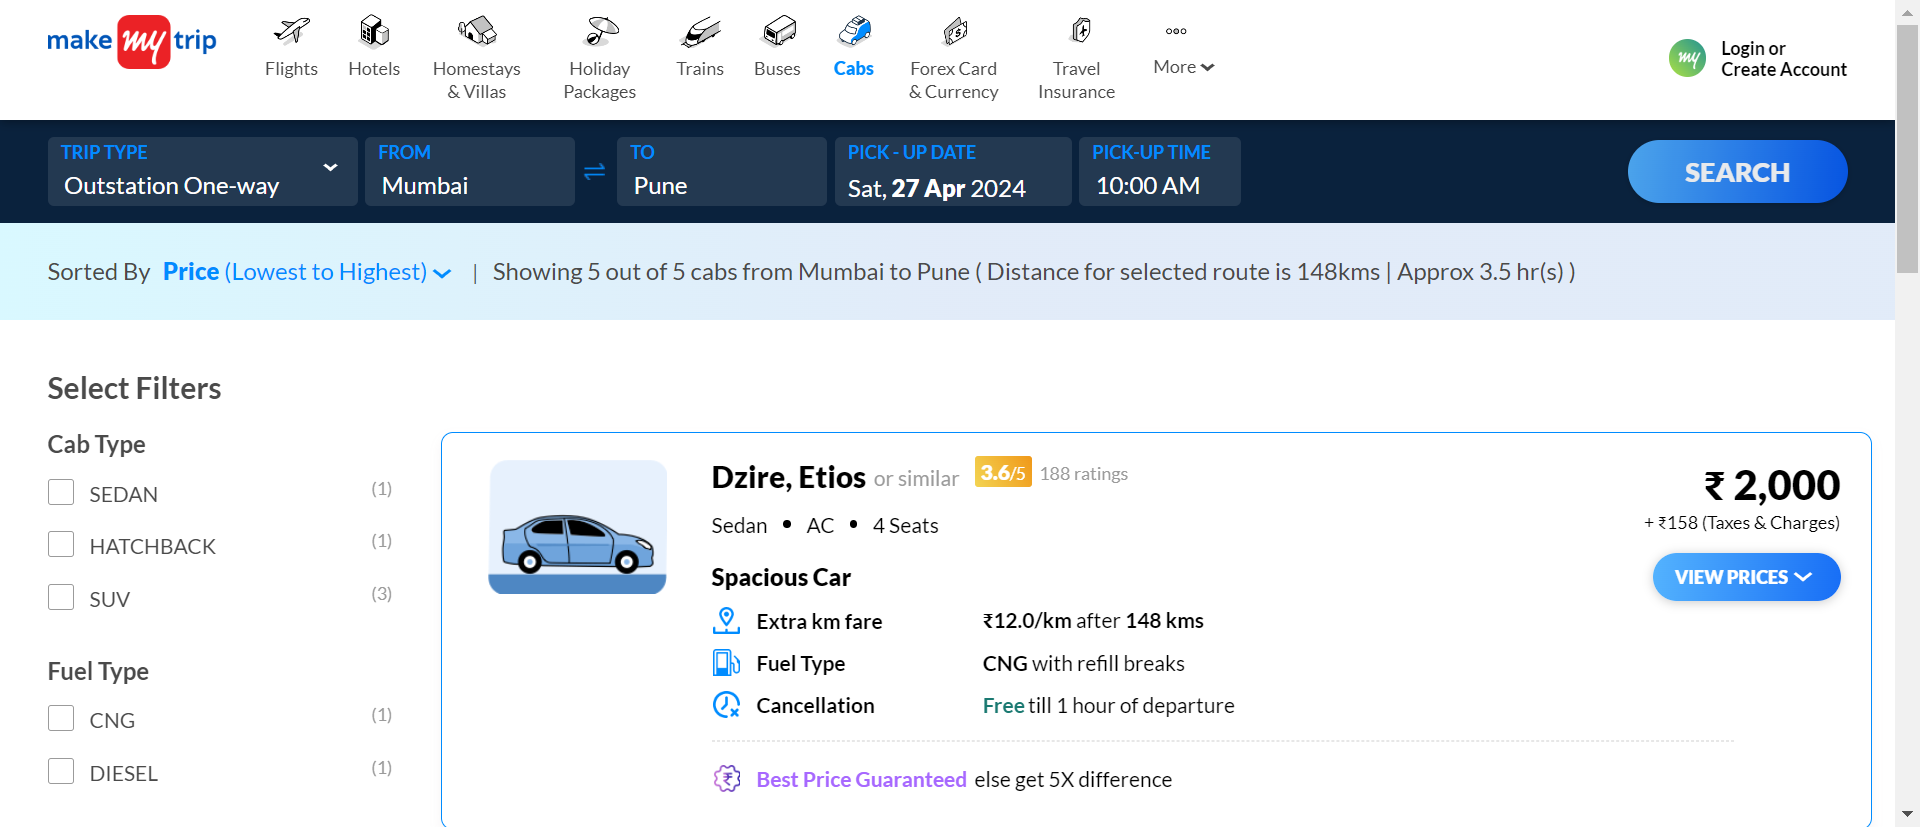 make my trip
Flights
Hotels
Homestays
& Villas
Holiday
Packages
Trains
Buses
Cabs
Forex Card
& Currency
Travel
Insurance
More
my
Login or
Create Account
TRIP TYPE
Outstation One-way
FROM
Mumbai
TO
Pune
PICK - UP DATE
Sat, 27 Apr 2024
PICK-UP TIME
10:00 AM
SEARCH
Sorted By Price (Lowest to Highest) | Showing 5 out of 5 cabs from Mumbai to Pune ( Distance for selected route is 148kms | Approx 3.5 hr(s) )
Select Filters
Cab Type
SEDAN (1)
HATCHBACK (1)
SUV (3)
Fuel Type
CNG (1)
DIESEL (1)
Dzire, Etios or similar 3.6/5 188 ratings
Sedan • AC • 4 Seats
Spacious Car
Extra km fare ₹12.0/km after 148 kms
Fuel Type CNG with refill breaks
Cancellation Free till 1 hour of departure
Best Price Guaranteed else get 5X difference
₹ 2,000
+ ₹158 (Taxes & Charges)
VIEW PRICES